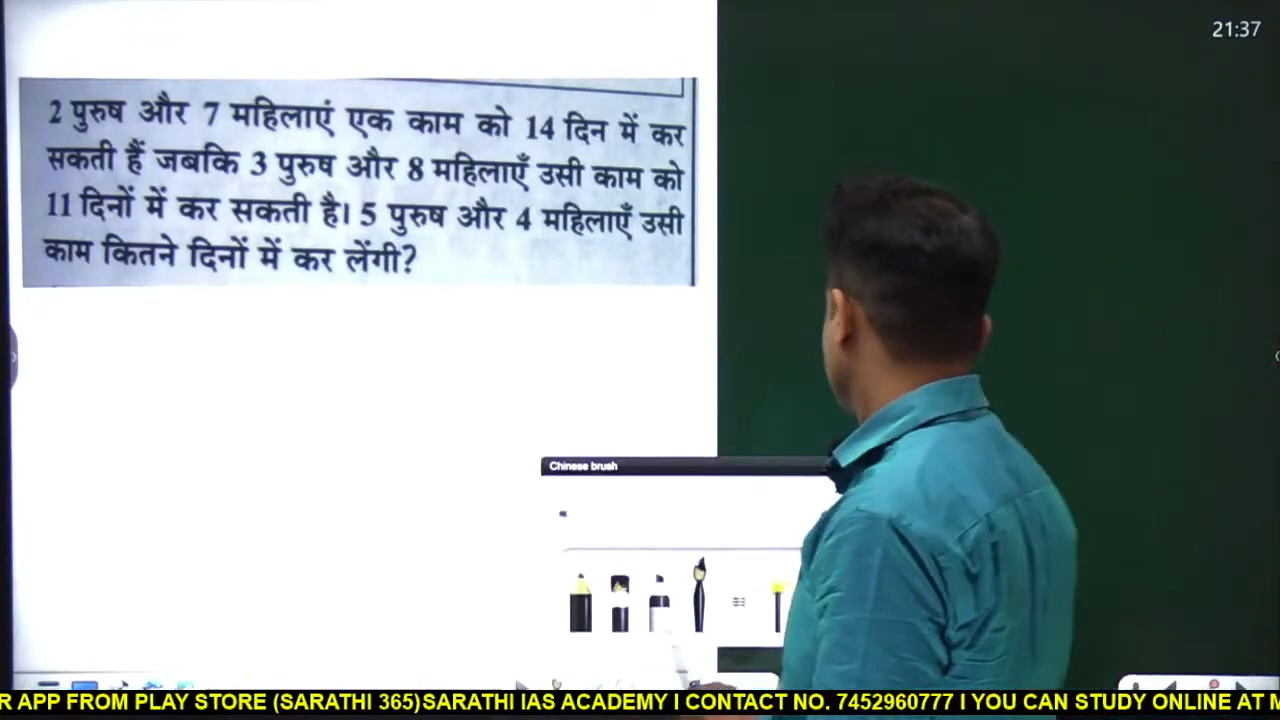 21:37
2 पुरुष और 7 महिलाएं एक काम को 14 दिन में कर
सकती हैं जबकि 3 पुरुष और 8 महिलाएँ उसी काम को
11 दिनों में कर सकती है। 5 पुरुष और 4 महिलाएँ उसी
काम कितने दिनों में कर लेंगी?
Chinese brush
R APP FROM PLAY STORE (SARATHI 365)SARATHI IAS ACADEMY I CONTACT NO. 7452960777 I YOU CAN STUDY ONLINE AT